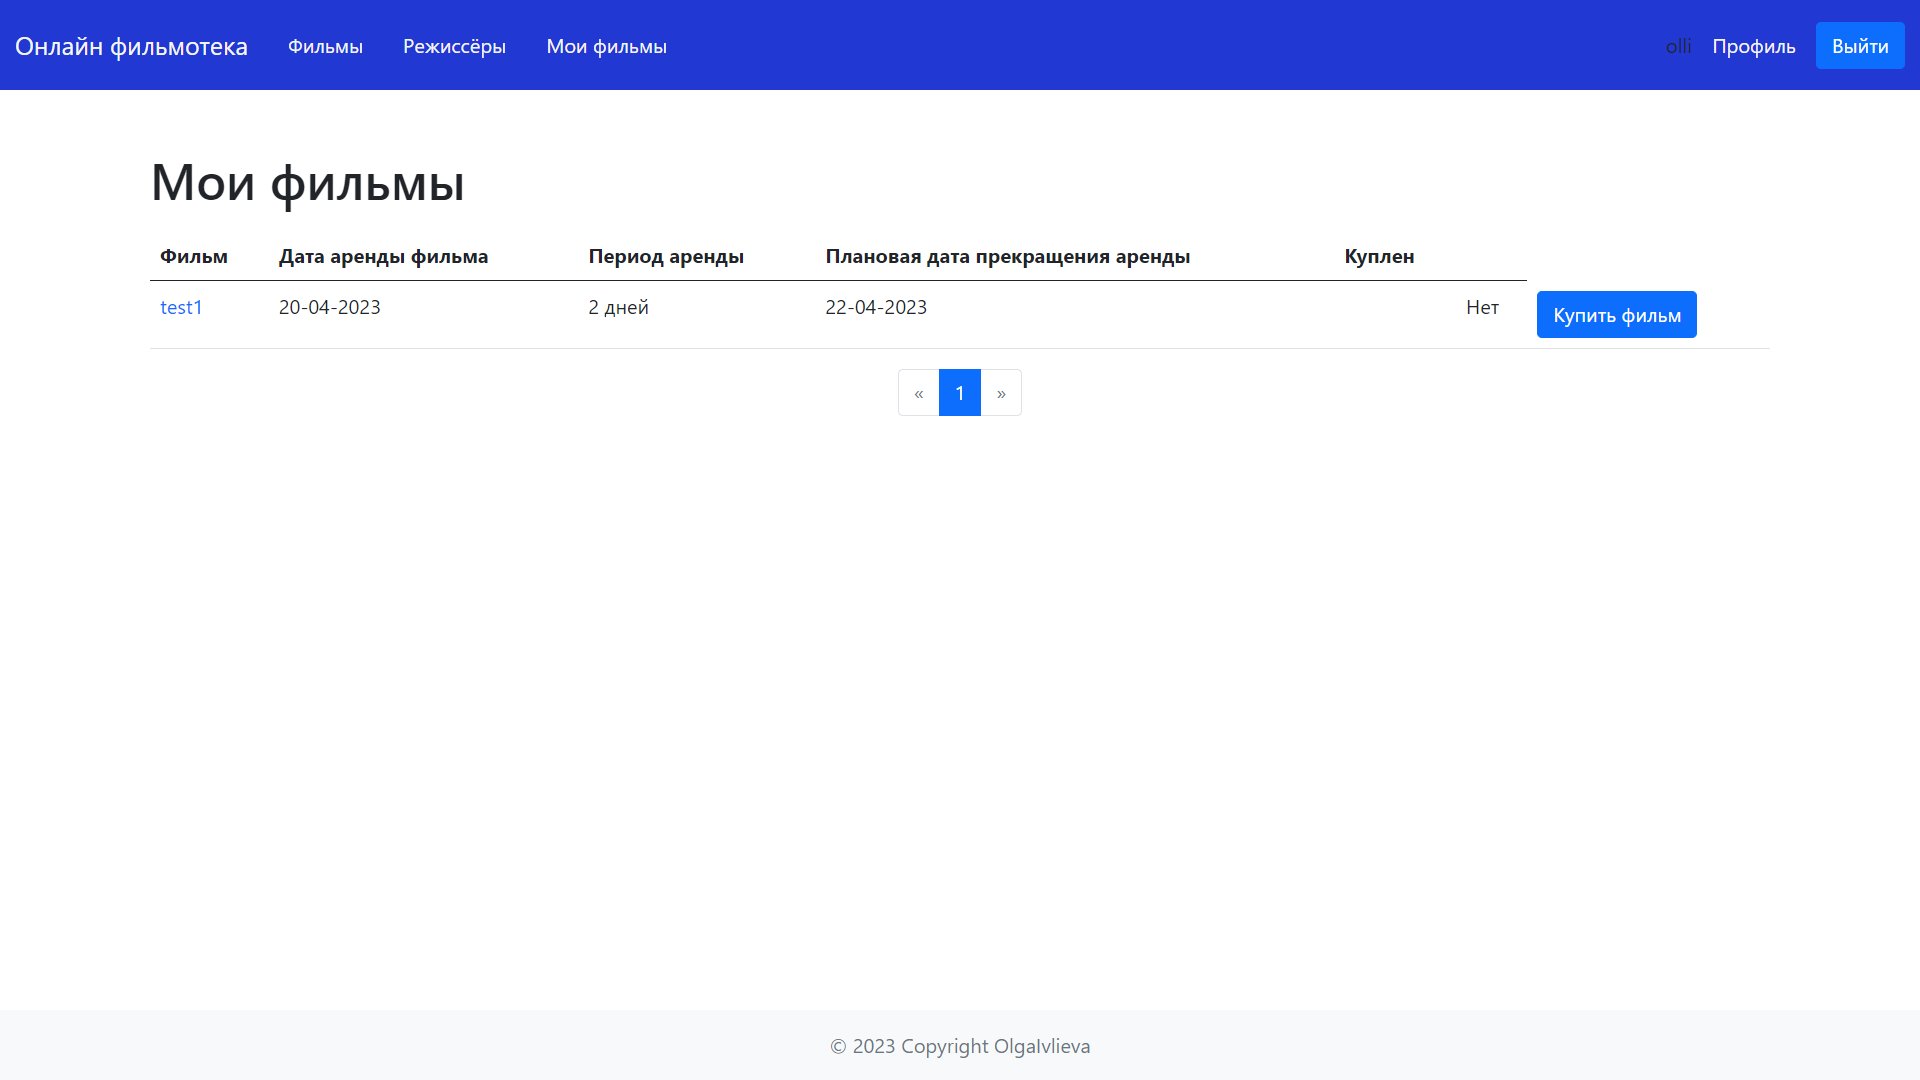 Онлайн фильмотека Фильмы Режиссёры Мои фильмы olli Профиль Выйти
Мои фильмы
Фильм Дата аренды фильма Период аренды Плановая дата прекращения аренды Куплен
test1 20-04-2023 2 дней 22-04-2023 Нет Купить фильм
« 1 »
© 2023 Copyright OlgaIvlieva